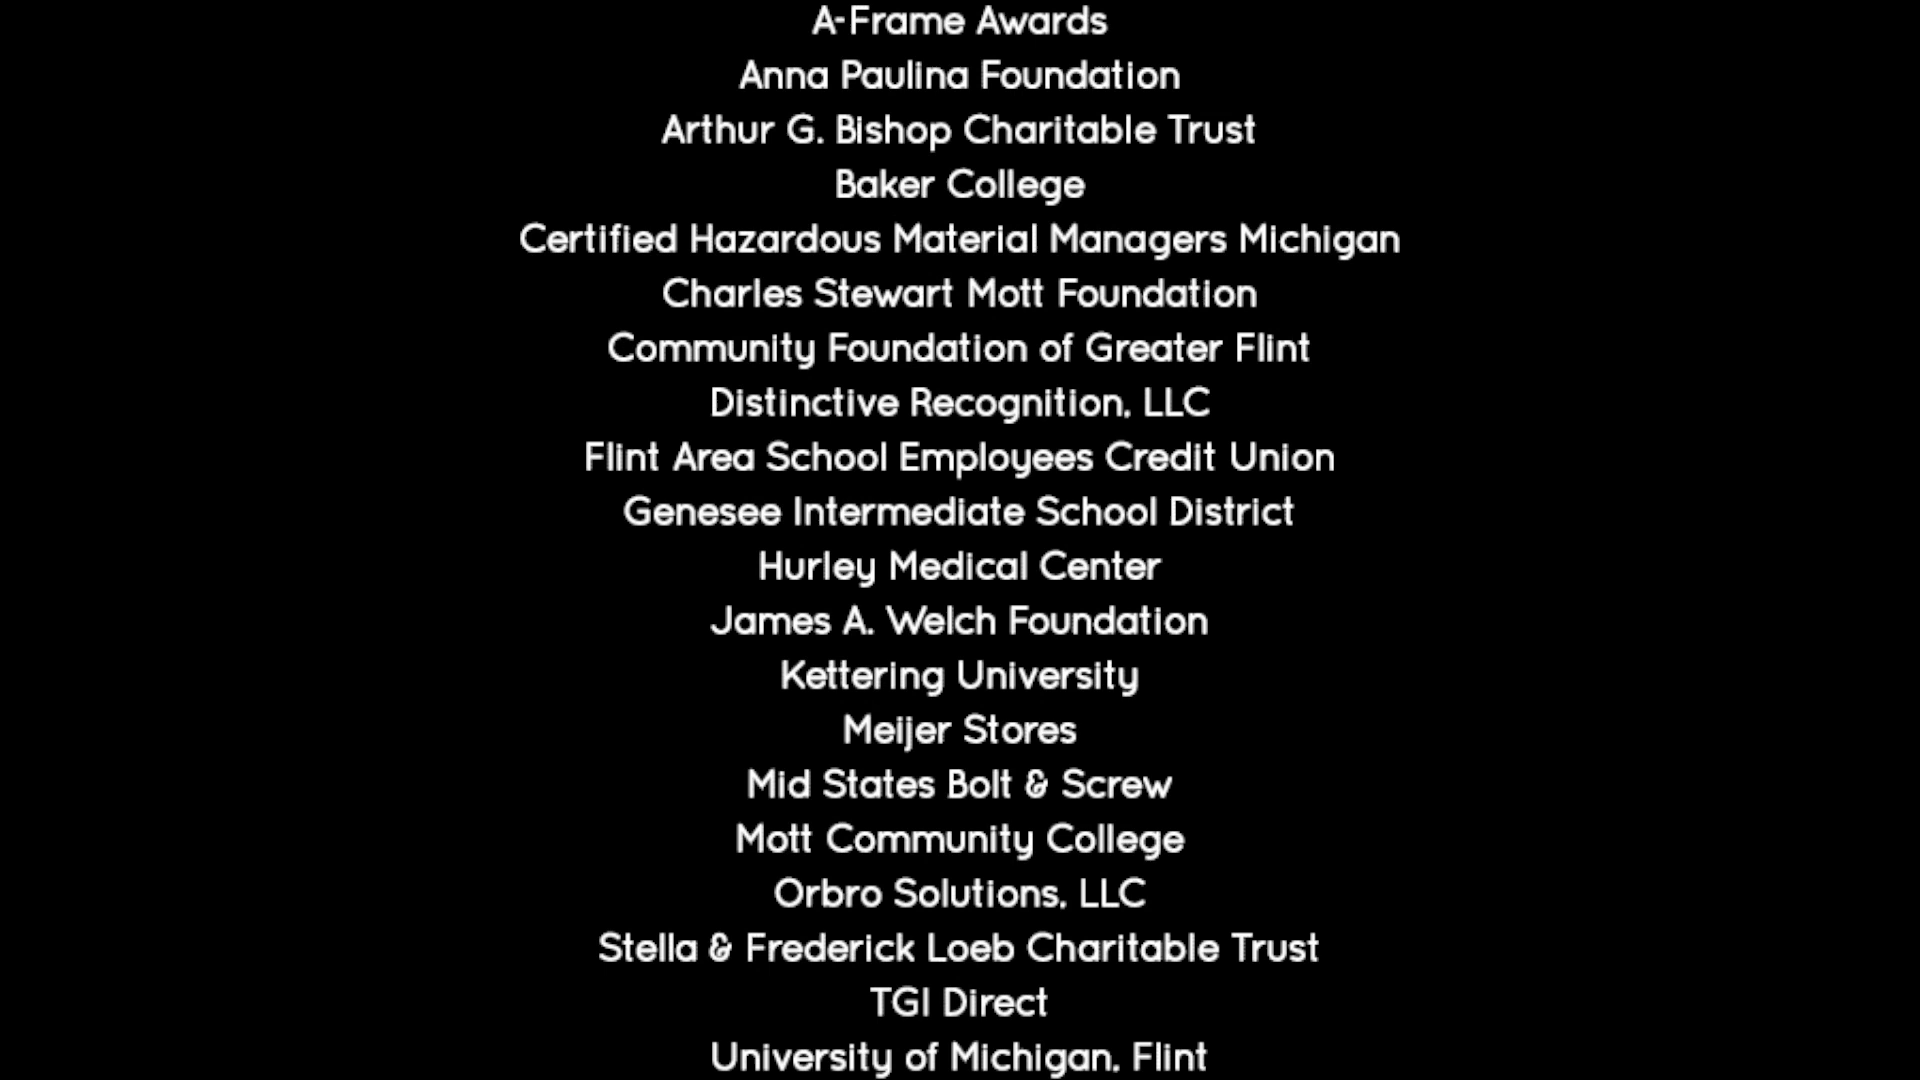 A-Frame Awards
Anna Paulina Foundation
Arthur G. Bishop Charitable Trust
Baker College
Certified Hazardous Material Managers Michigan
Charles Stewart Mott Foundation
Community Foundation of Greater Flint
Distinctive Recognition, LLC
Flint Area School Employees Credit Union
Genesee Intermediate School District
Hurley Medical Center
James A. Welch Foundation
Kettering University
Meijer Stores
Mid States Bolt & Screw
Mott Community College
Orbro Solutions, LLC
Stella & Frederick Loeb Charitable Trust
TGI Direct
University of Michigan, Flint